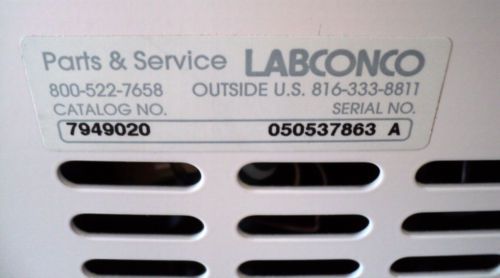 Parts & Service LABCONCO
800-522-7658 OUTSIDE U.S. 816-333-8811
CATALOG NO. SERIAL NO.
7949020 050537863 A